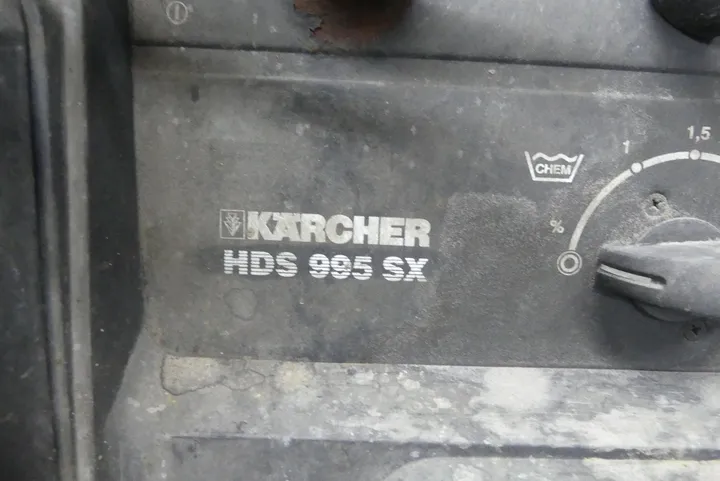 1,5
1
CHEM
%
KÄRCHER
HDS 995 SX